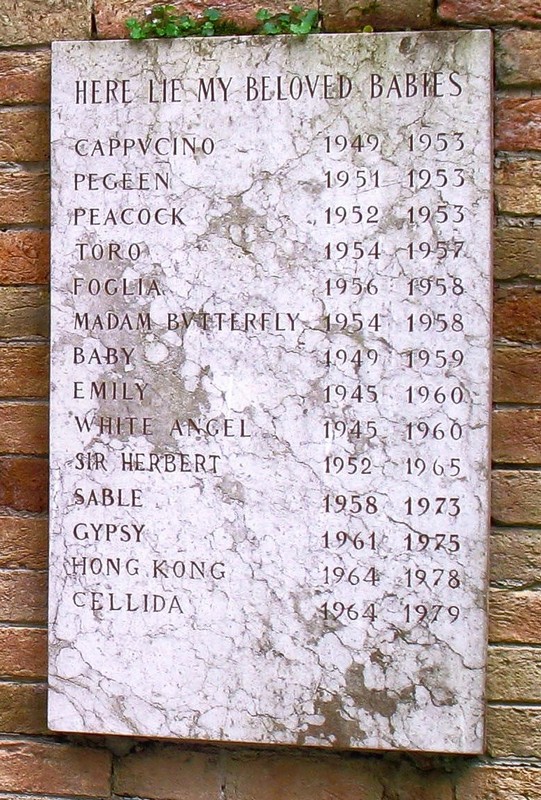 HERE LIE MY BELOVED BABIES
CAPPVCINO 1949 1953
PEGEEN 1951 1953
PEACOCK 1952 1953
TORO 1954 1957
FOGLIA 1956 1958
MADAM BVTTERFLY 1954 1958
BABY 1949 1959
EMILY 1945 1960
WHITE ANGEL 1945 1960
SIR HERBERT 1952 1965
SABLE 1958 1973
GYPSY 1961 1975
HONG KONG 1964 1978
CELLIDA 1964 1979